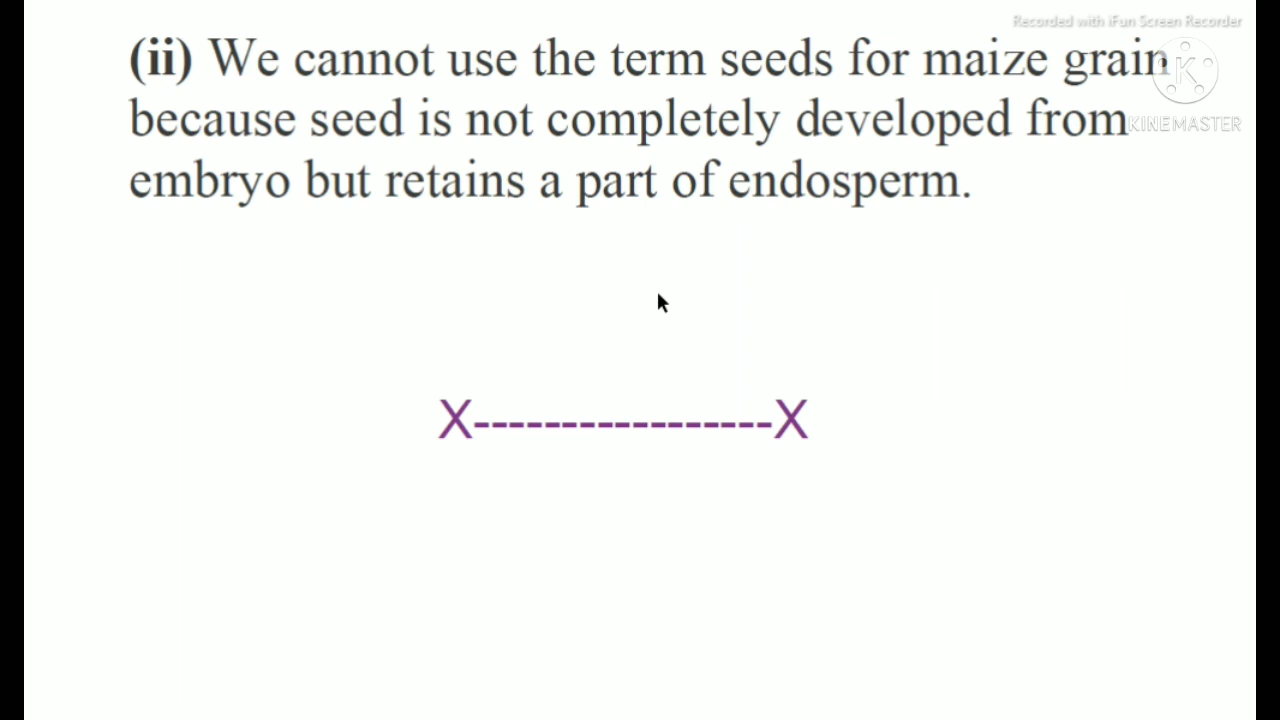 Recorded with iFun Screen Recorder
(ii) We cannot use the term seeds for maize grain
because seed is not completely developed from
embryo but retains a part of endosperm.
K
KINEMASTER
X-----------------X